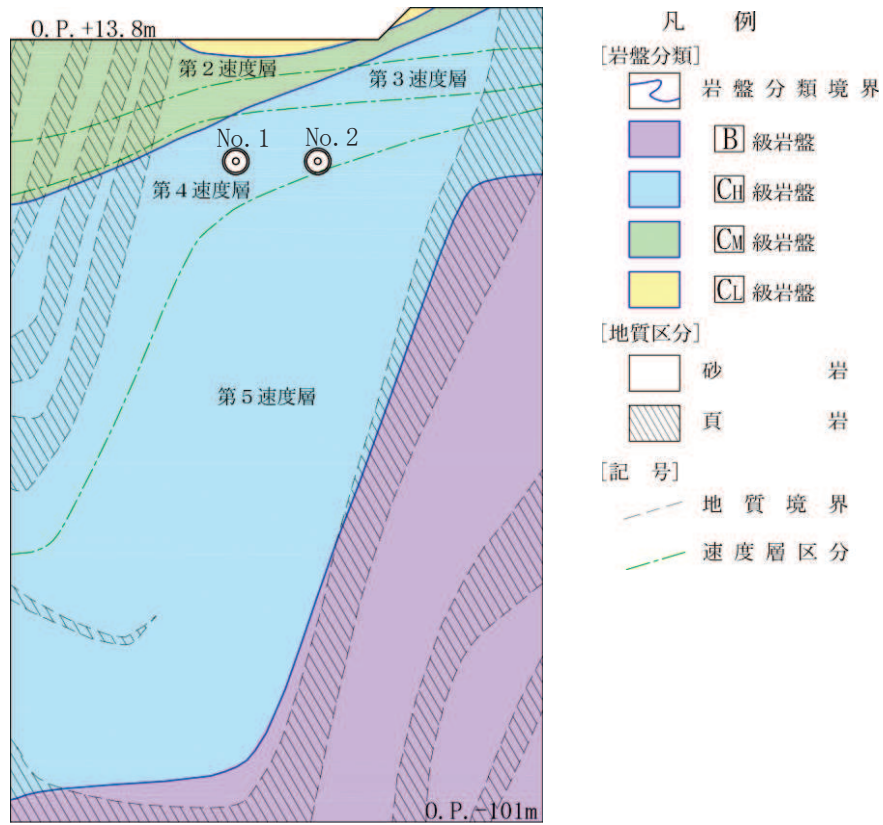 O.P.+13.8m
第2速度層
第3速度層
No.1
No.2
第4速度層
第5速度層
O.P.-101m
凡 例
[岩盤分類]
岩盤分類境界
B 級岩盤
CH 級岩盤
CM 級岩盤
CL 級岩盤
[地質区分]
砂 岩
頁 岩
[記 号]
地質境界
速度層区分